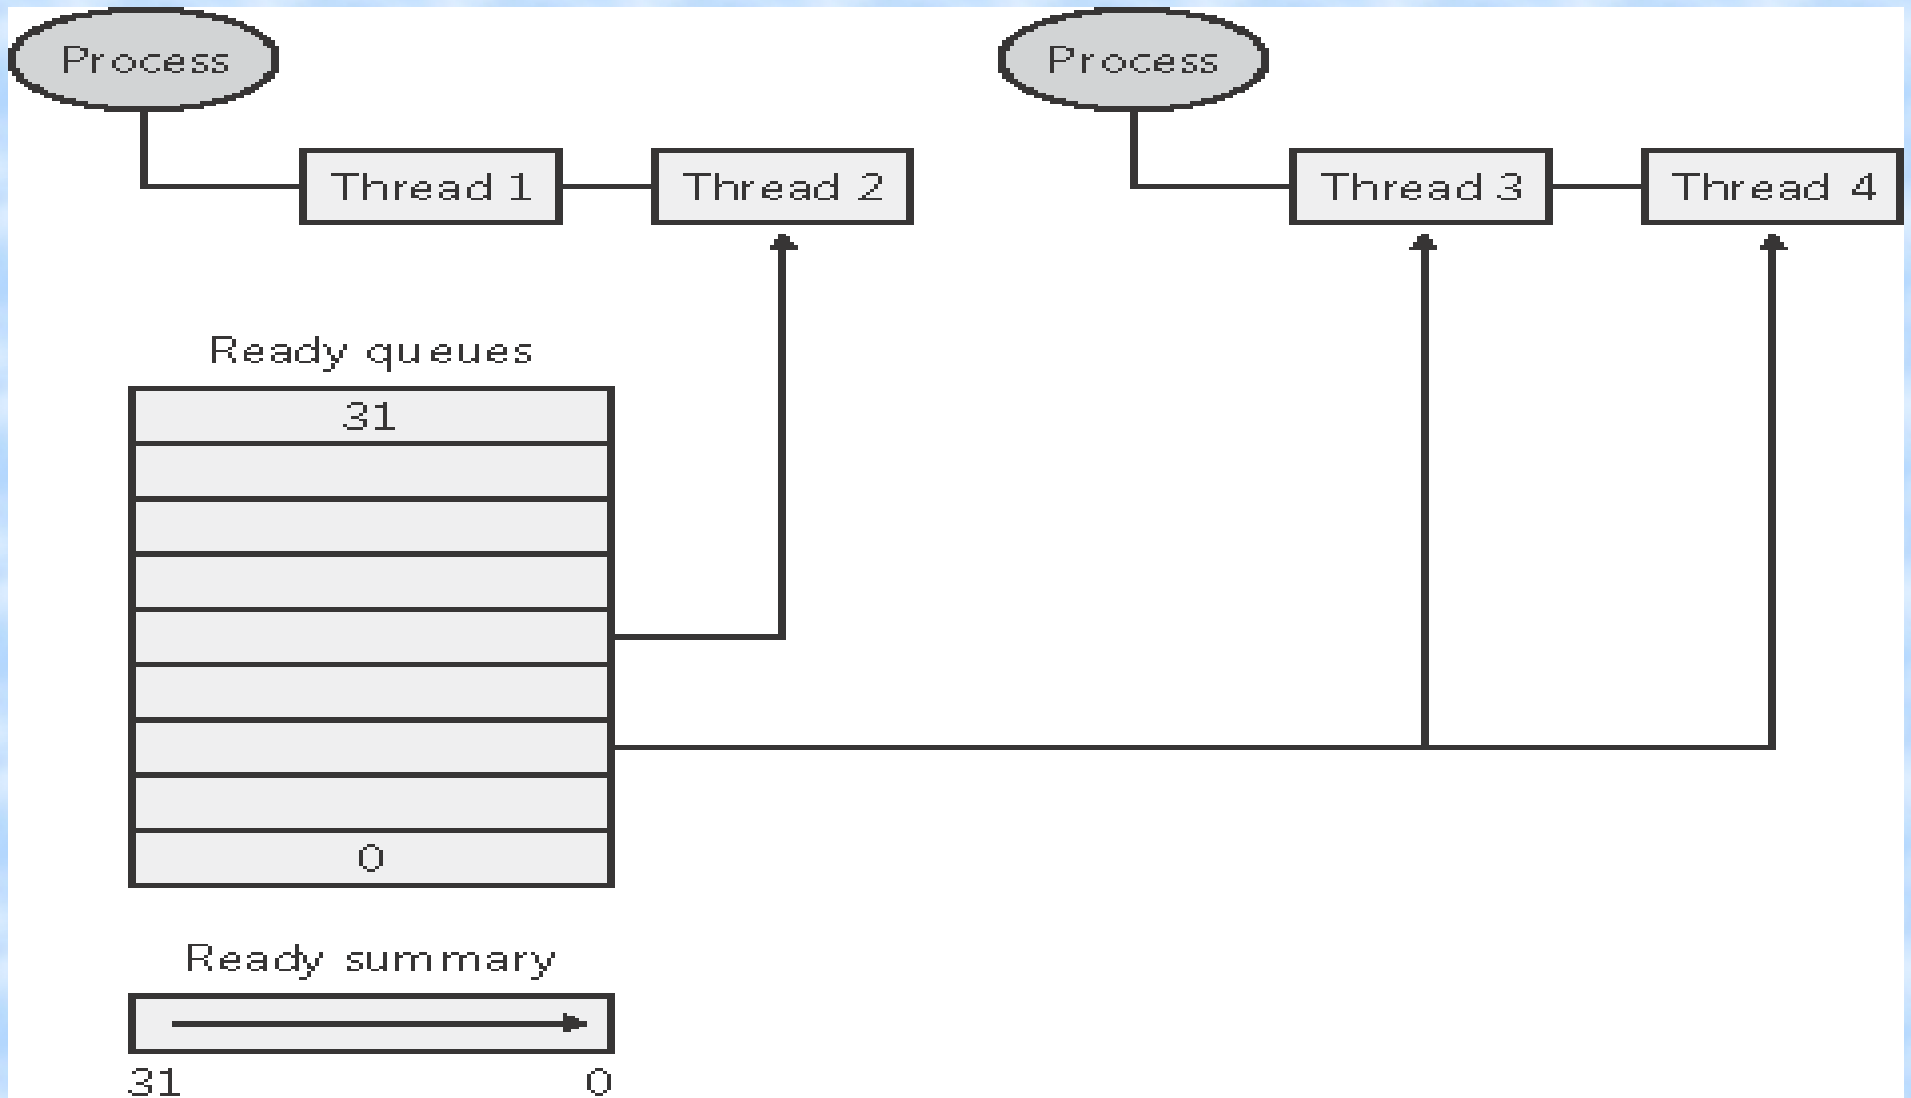 Process
Process
Thread 1
Thread 2
Thread 3
Thread 4
Ready queues
31
0
Ready summary
31
0